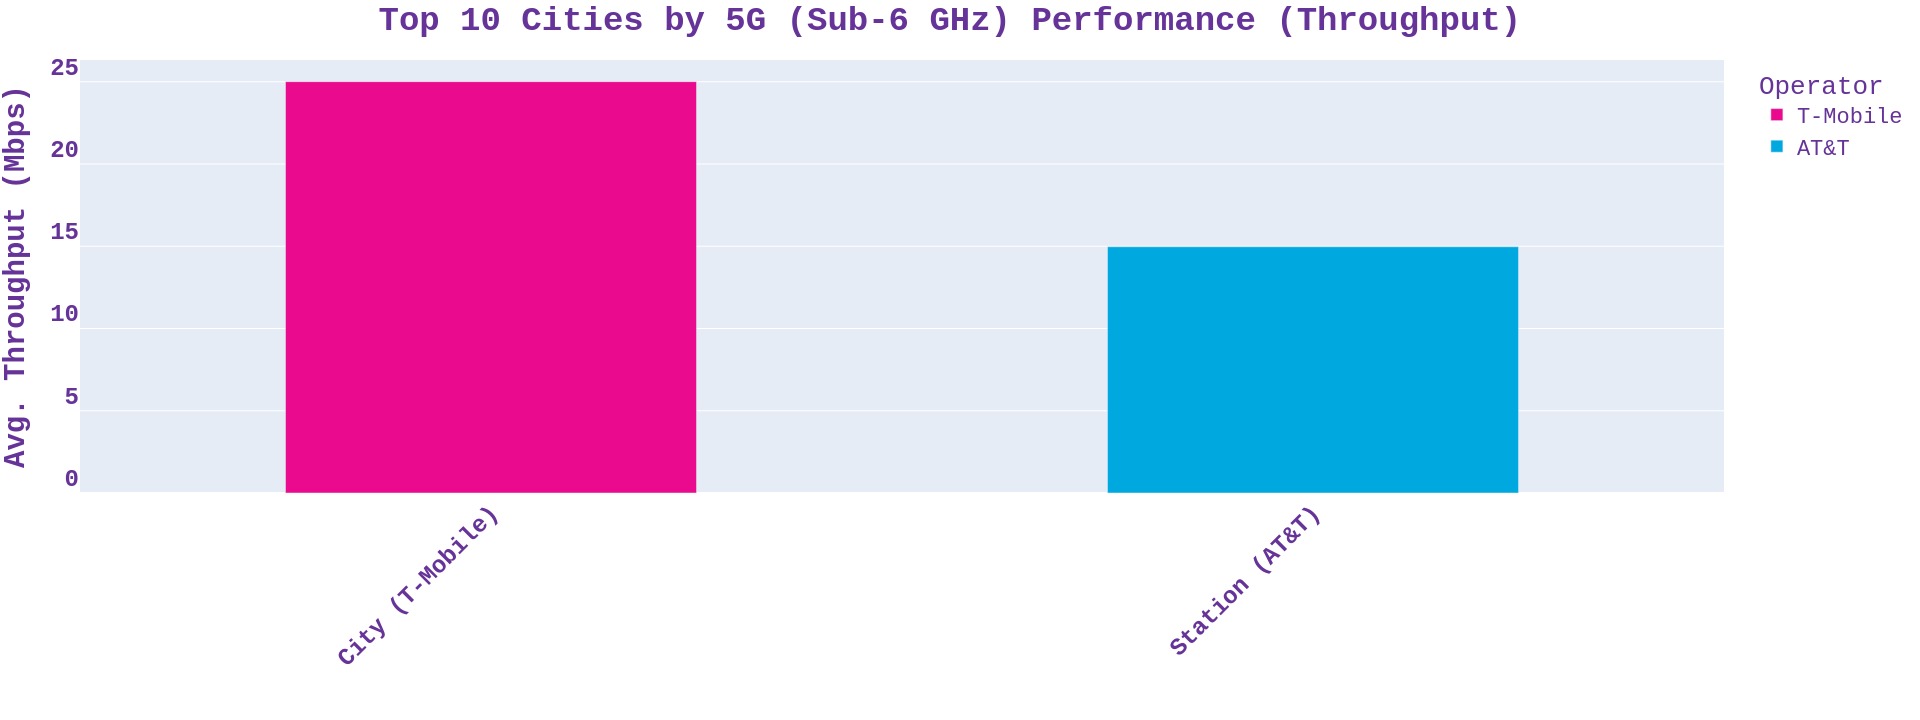 Top 10 Cities by 5G (Sub-6 GHz) Performance (Throughput)
Avg. Throughput (Mbps)
25
20
15
10
5
0
City (T-Mobile)
Station (AT&T)
Operator
T-Mobile
AT&T